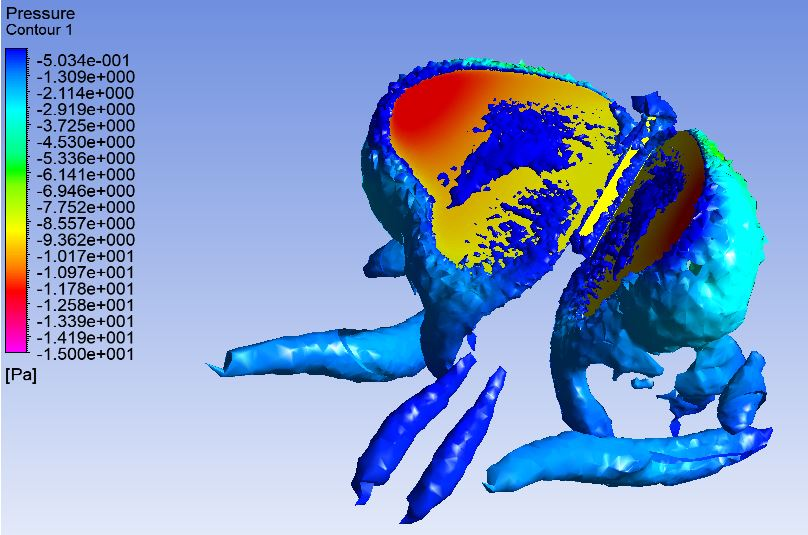 Pressure
Contour 1
-5.034e-001
-1.309e+000
-2.114e+000
-2.919e+000
-3.725e+000
-4.530e+000
-5.336e+000
-6.141e+000
-6.946e+000
-7.752e+000
-8.557e+000
-9.362e+000
-1.017e+001
-1.097e+001
-1.178e+001
-1.258e+001
-1.339e+001
-1.419e+001
-1.500e+001
[Pa]